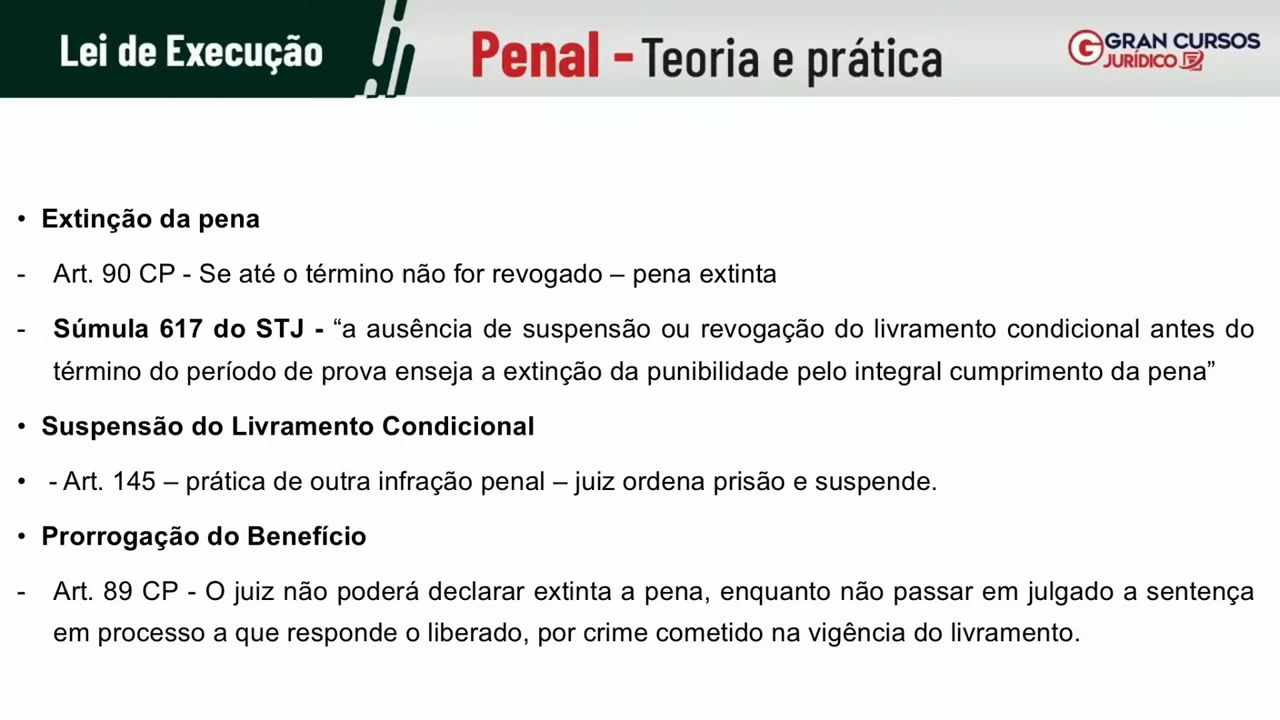 Lei de Execução Penal - Teoria e prática
GRAN CURSOS
JURÍDICO
• Extinção da pena
- Art. 90 CP - Se até o término não for revogado – pena extinta
- Súmula 617 do STJ - “a ausência de suspensão ou revogação do livramento condicional antes do
término do período de prova enseja a extinção da punibilidade pelo integral cumprimento da pena”
• Suspensão do Livramento Condicional
• - Art. 145 – prática de outra infração penal – juiz ordena prisão e suspende.
• Prorrogação do Benefício
- Art. 89 CP - O juiz não poderá declarar extinta a pena, enquanto não passar em julgado a sentença
em processo a que responde o liberado, por crime cometido na vigência do livramento.